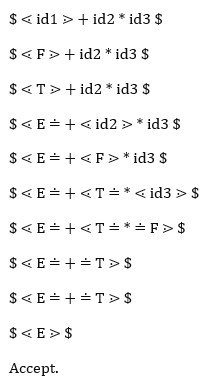 $ ⋖ id1 ⋗ + id2 * id3 $
$ ⋖ F ⋗ + id2 * id3 $
$ ⋖ T ⋗ + id2 * id3 $
$ ⋖ E ≐ + ⋖ id2 ⋗ * id3 $
$ ⋖ E ≐ + ⋖ F ⋗ * id3 $
$ ⋖ E ≐ + ⋖ T ≐ * ⋖ id3 ⋗ $
$ ⋖ E ≐ + ⋖ T ≐ * ≐ F ⋗ $
$ ⋖ E ≐ + ≐ T ⋗ $
$ ⋖ E ≐ + ≐ T ⋗ $
$ ⋖ E ⋗ $
Accept.